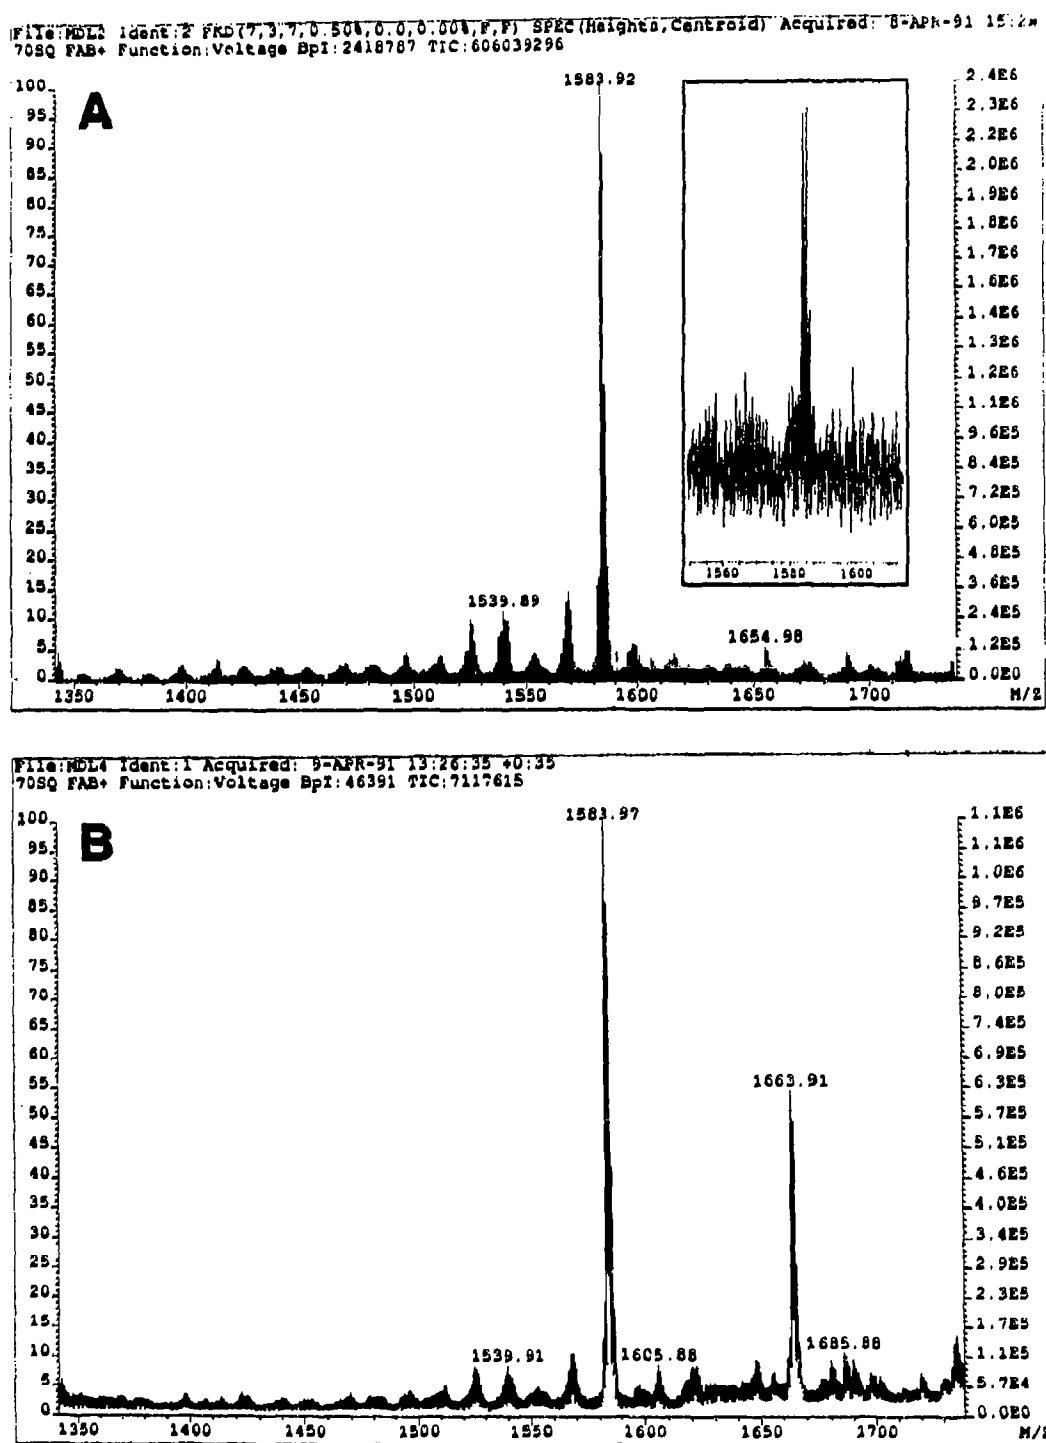 File:MDL2 Ident:2 PKD(7,3,7,0.50%,0.0,0.00%,F,F) SPEC(Heights,Centroid) Acquired: 8-APR-91
70SQ FAB+ Function:Voltage BpI:2418787 TIC:606039296
A
1583.92
1539.89
1654.98
100
95
90
85
80
75
70
65
60
55
50
45
40
35
30
25
20
15
10
5
0
2.4E6
2.3E6
2.2E6
2.0E6
1.9E6
1.8E6
1.7E6
1.6E6
1.4E6
1.3E6
1.2E6
1.1E6
9.6E5
8.4E5
7.2E5
6.0E5
4.8E5
3.6E5
2.4E5
1.2E5
0.0E0
1560 1580 1600
1350 1400 1450 1500 1550 1600 1650 1700 M/Z
File:MDL4 Ident:1 Acquired: 9-APR-91 13:26:35 +0:35
70SQ FAB+ Function:Voltage BpI:46391 TIC:7117615
B
1583.97
1663.91
1539.91
1605.88
1685.88
100
95
90
85
80
75
70
65
60
55
50
45
40
35
30
25
20
15
10
5
0
1.1E6
1.1E6
1.0E6
9.7E5
9.2E5
8.6E5
8.0E5
7.4E5
6.9E5
6.3E5
5.7E5
5.1E5
4.6E5
4.0E5
3.4E5
2.9E5
2.3E5
1.7E5
1.1E5
5.7E4
0.0E0
1350 1400 1450 1500 1550 1600 1650 1700 M/Z